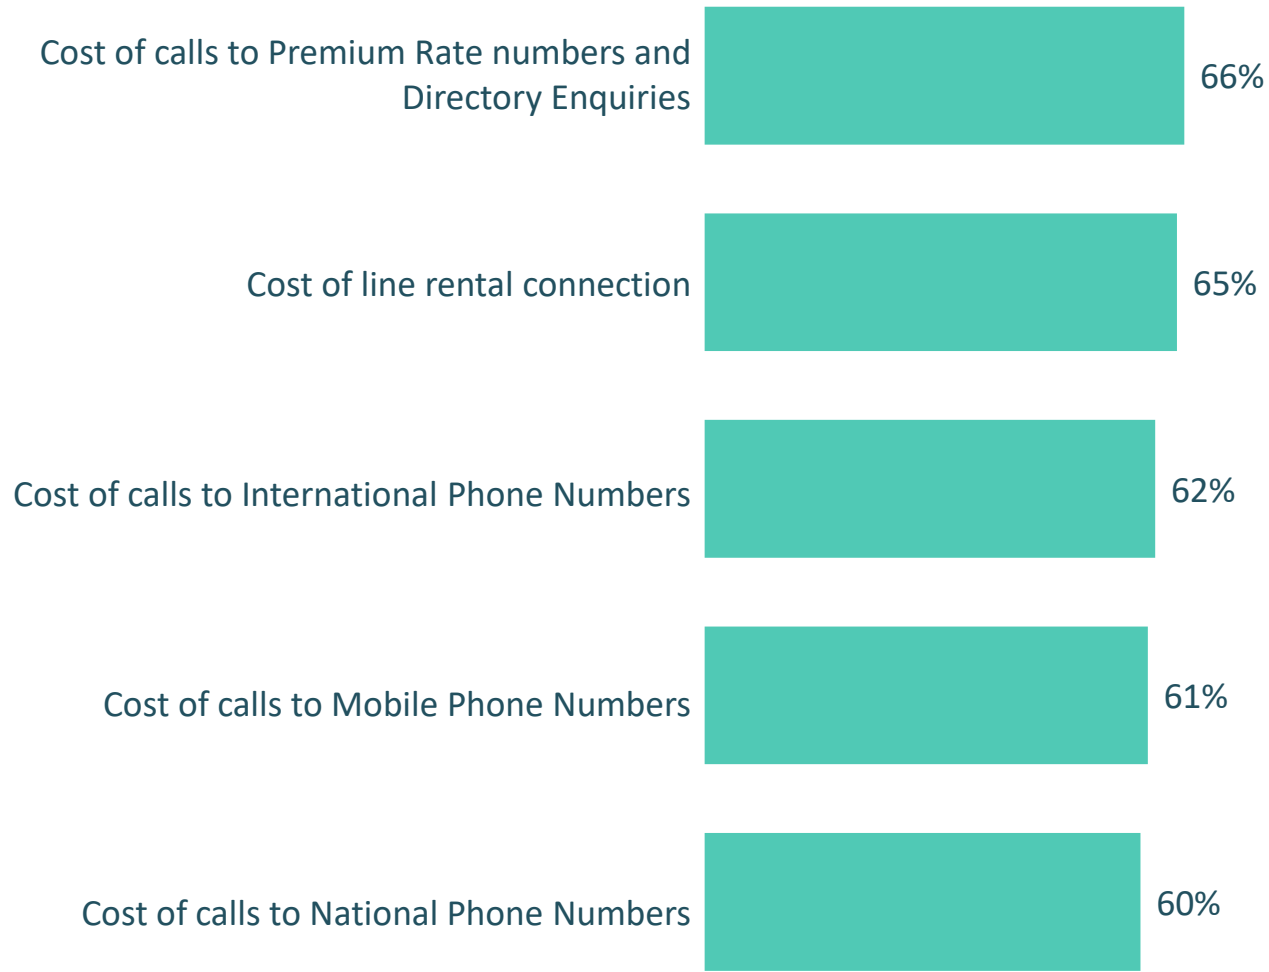 Cost of calls to Premium Rate numbers and
Directory Enquiries
66%
Cost of line rental connection
65%
Cost of calls to International Phone Numbers
62%
Cost of calls to Mobile Phone Numbers
61%
Cost of calls to National Phone Numbers
60%